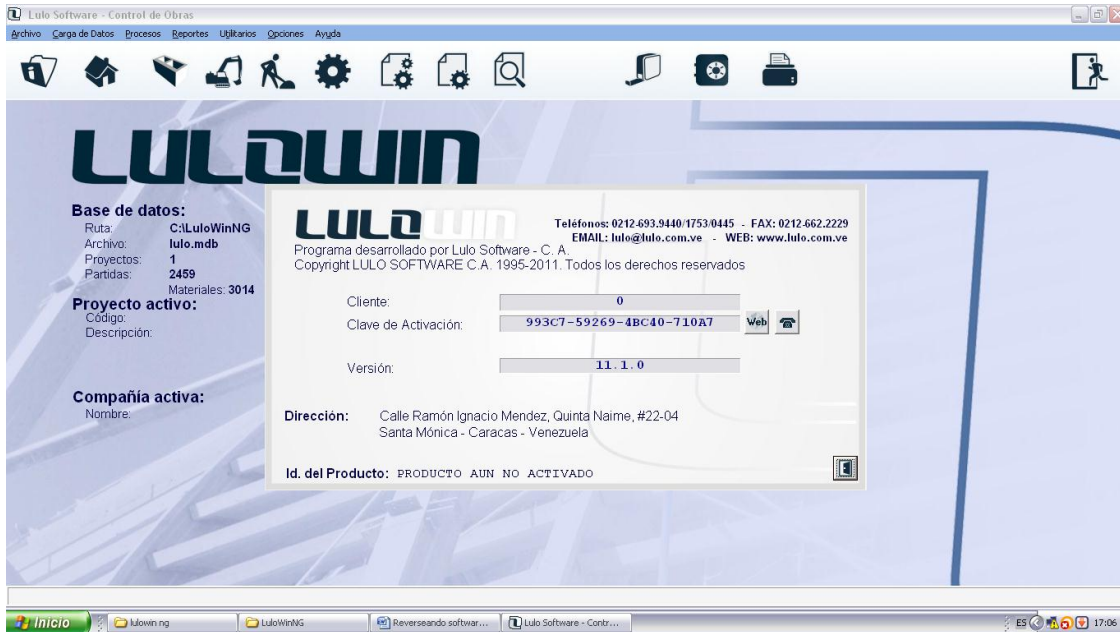 Lulo Software - Control de Obras
Archivo Carga de Datos Procesos Reportes Utilitarios Opciones Ayuda
LULOWIN
Base de datos:
Ruta: C:\LuloWinNG
Archivo: lulo.mdb
Proyectos: 1
Partidas: 2459
Materiales: 3014
Proyecto activo:
Código:
Descripción:
Compañía activa:
Nombre:
LULOWIN
Teléfonos: 0212-693.9440/1753/0445 - FAX: 0212-662.2229
EMAIL: lulo@lulo.com.ve - WEB: www.lulo.com.ve
Programa desarrollado por Lulo Software - C. A.
Copyright LULO SOFTWARE C.A. 1995-2011. Todos los derechos reservados
Cliente: 0
Clave de Activación: 993C7-59269-4BC40-710A7 Web
Versión: 11.1.0
Dirección: Calle Ramón Ignacio Mendez, Quinta Naime, #22-04
Santa Mónica - Caracas - Venezuela
Id. del Producto: PRODUCTO AUN NO ACTIVADO
Inicio lulowin ng LuloWinNG Reverseando softwar... Lulo Software - Contr... ES 17:06